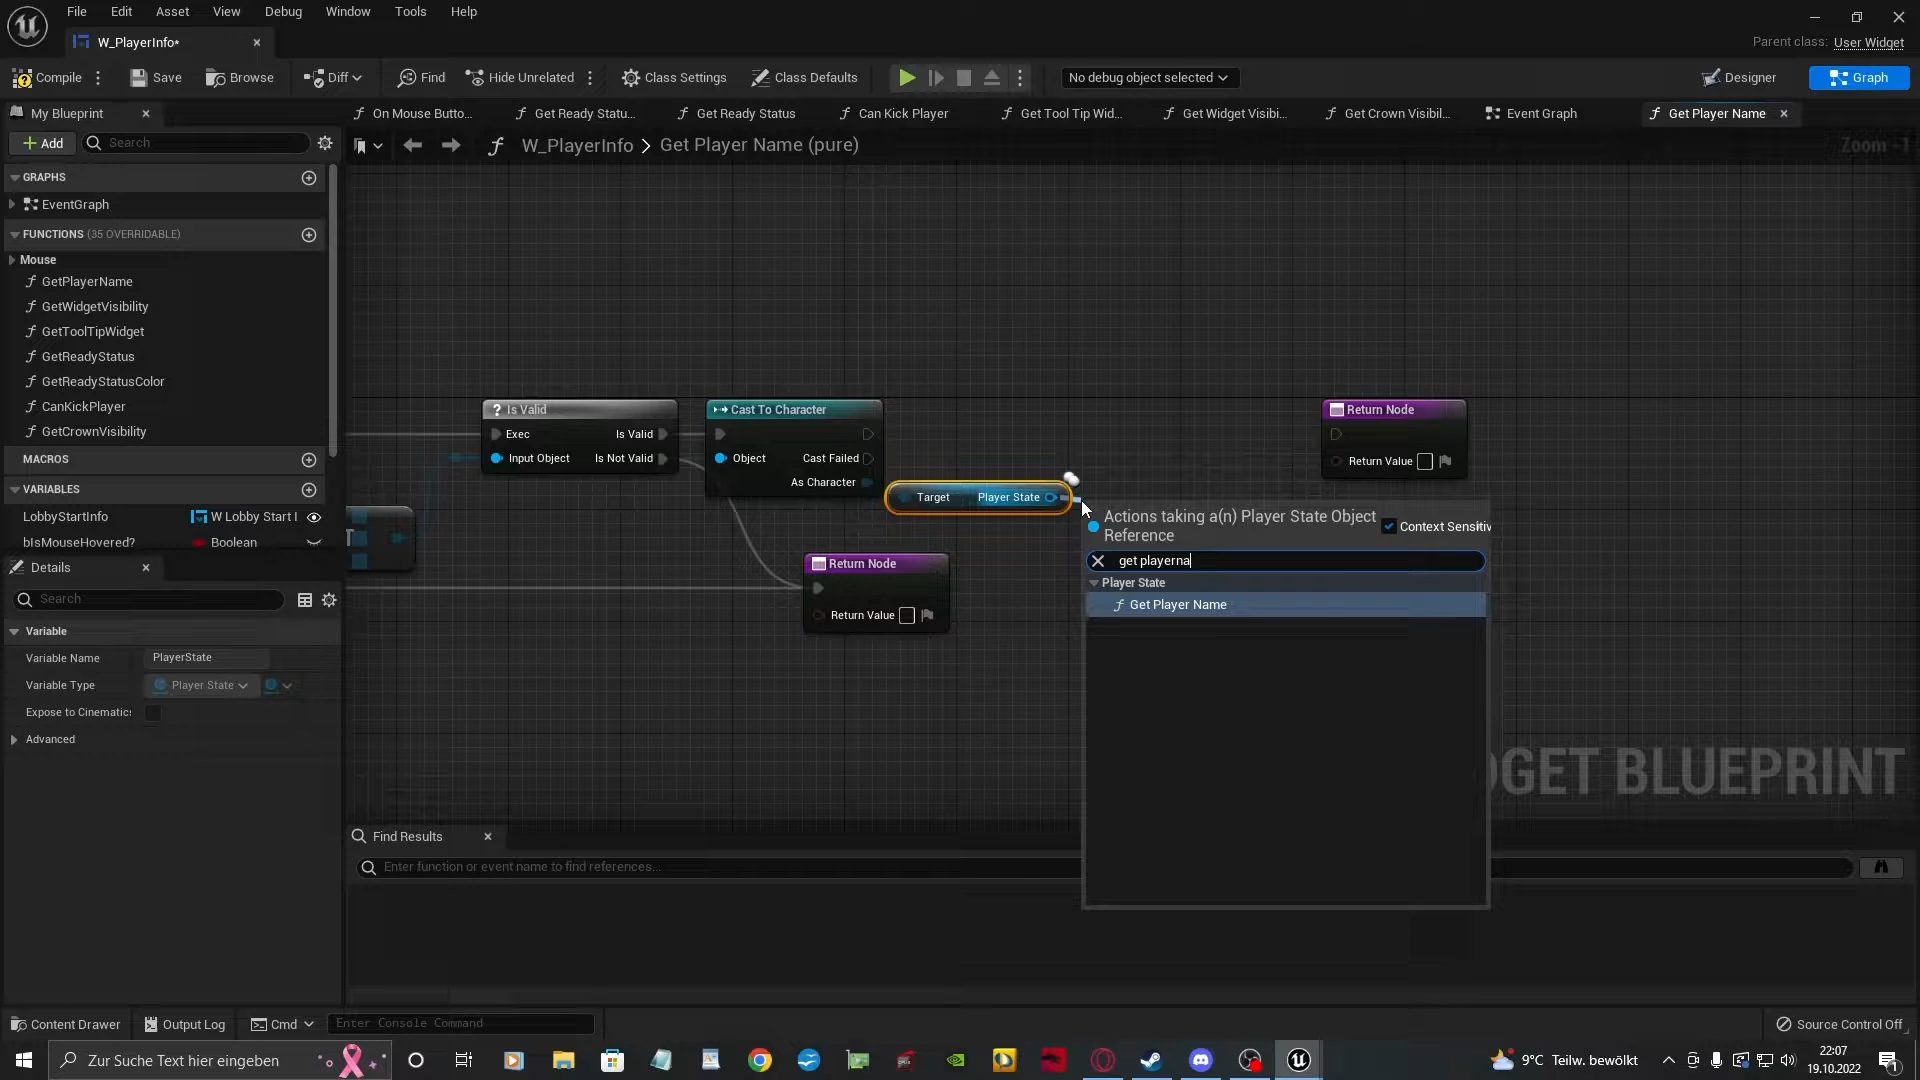 File Edit Asset View Debug Window Tools Help
W_PlayerInfo*
Parent class: User Widget
Compile Save Browse Diff Find Hide Unrelated Class Settings Class Defaults No debug object selected Designer Graph
My Blueprint
On Mouse Butto... Get Ready Statu... Get Ready Status Can Kick Player Get Tool Tip Wid... Get Widget Visibi... Get Crown Visibil... Event Graph Get Player Name
+ Add Search
W_PlayerInfo > Get Player Name (pure)
Zoom -1
GRAPHS
EventGraph
FUNCTIONS (35 OVERRIDABLE)
Mouse
GetPlayerName
GetWidgetVisibility
GetToolTipWidget
GetReadyStatus
GetReadyStatusColor
CanKickPlayer
GetCrownVisibility
MACROS
VARIABLES
LobbyStartInfo W Lobby Start I
bIsMouseHovered? Boolean
Details
Search
Variable
Variable Name PlayerState
Variable Type Player State
Expose to Cinematics
Advanced
? Is Valid
Exec Is Valid
Input Object Is Not Valid
Cast To Character
Object Cast Failed
As Character
Target Player State
Return Node
Return Value
Return Node
Return Value
Actions taking a(n) Player State Object
Reference
Context Sensitiv
get playerna
Player State
Get Player Name
DGET BLUEPRINT
Find Results
Enter function or event name to find references...
Content Drawer Output Log Cmd Enter Console Command Source Control Off
Zur Suche Text hier eingeben
9°C Teilw. bewölkt
22:07
19.10.2022
1